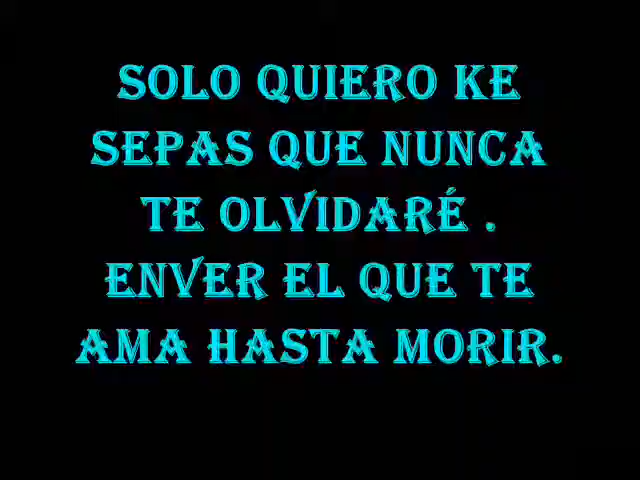 SOLO QUIERO KE
SEPAS QUE NUNCA
TE OLVIDARÉ .
ENVER EL QUE TE
AMA HASTA MORIR.